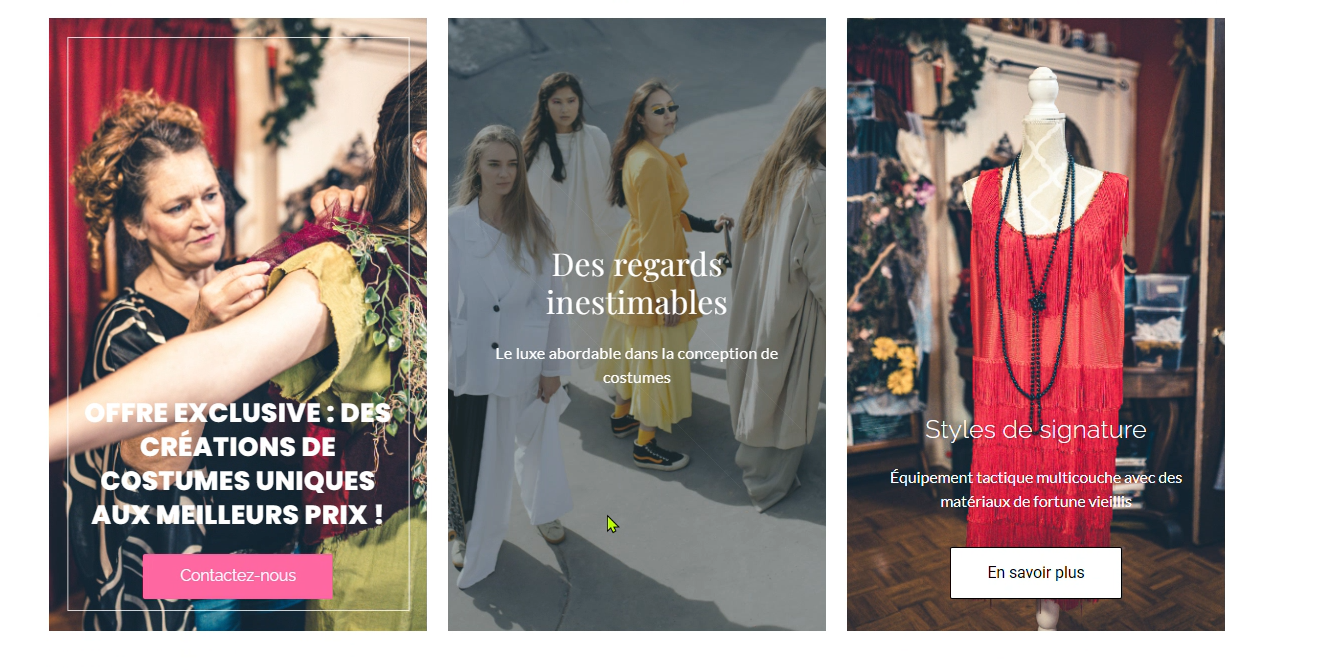 OFFRE EXCLUSIVE : DES
CRÉATIONS DE
COSTUMES UNIQUES
AUX MEILLEURS PRIX !
Contactez-nous
Des regards
inestimables
Le luxe abordable dans la conception de
costumes
Styles de signature
Équipement tactique multicouche avec des
matériaux de fortune vieillis
En savoir plus